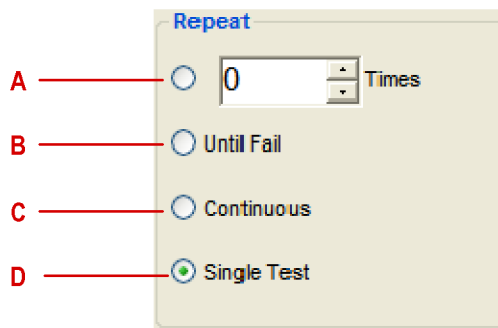 Repeat
A 0 Times
B Until Fail
C Continuous
D Single Test